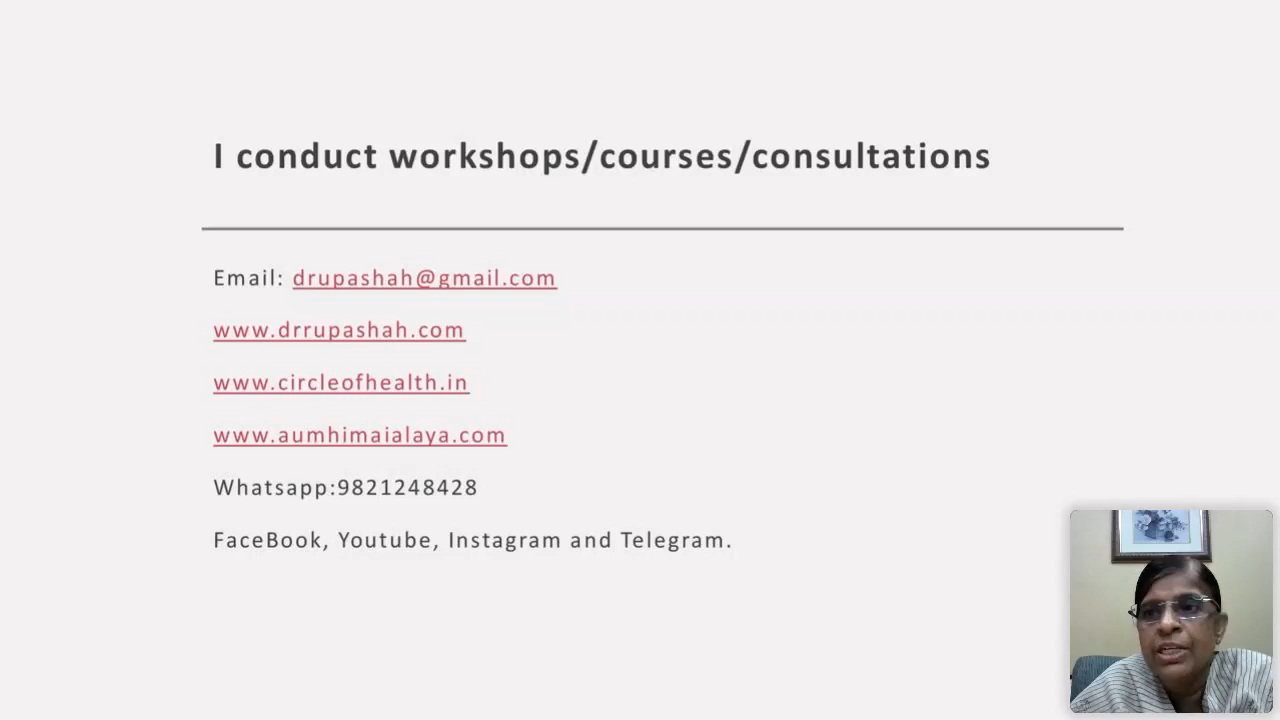 I conduct workshops/courses/consultations
Email: drupashah@gmail.com
www.drrupashah.com
www.circleofhealth.in
www.aumhimaialaya.com
Whatsapp:9821248428
FaceBook, Youtube, Instagram and Telegram.